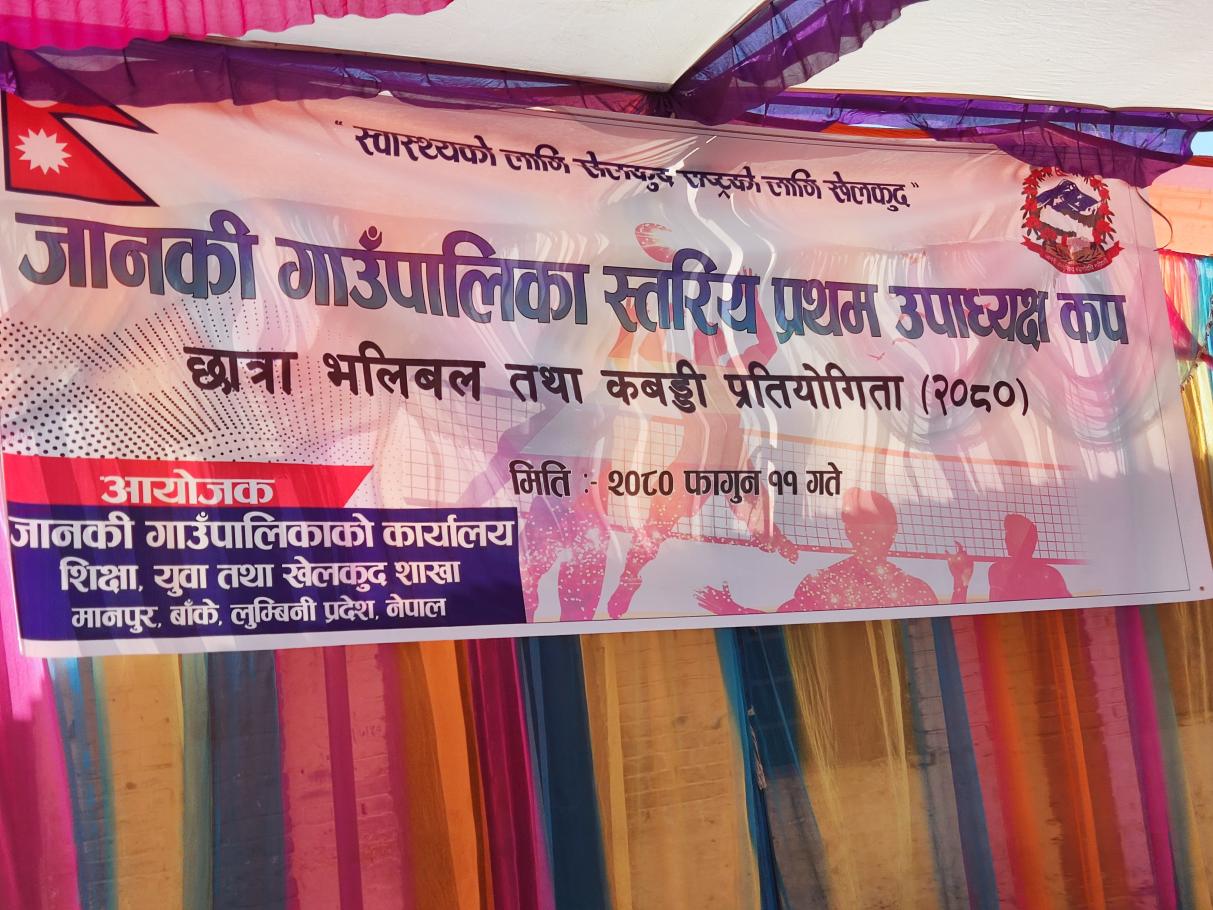 " स्वास्थ्यको लागि खेलकुद राष्ट्रको लागि खेलकुद "
जानकी गाउँपालिका स्तरिय प्रथम उपाध्यक्ष कप
छात्रा भलिबल तथा कबड्डी प्रतियोगिता (२०८०)
मिति :- २०८० फागुन ११ गते
आयोजक
जानकी गाउँपालिकाको कार्यालय
शिक्षा, युवा तथा खेलकुद शाखा
मानपुर, बाँके, लुम्बिनी प्रदेश, नेपाल